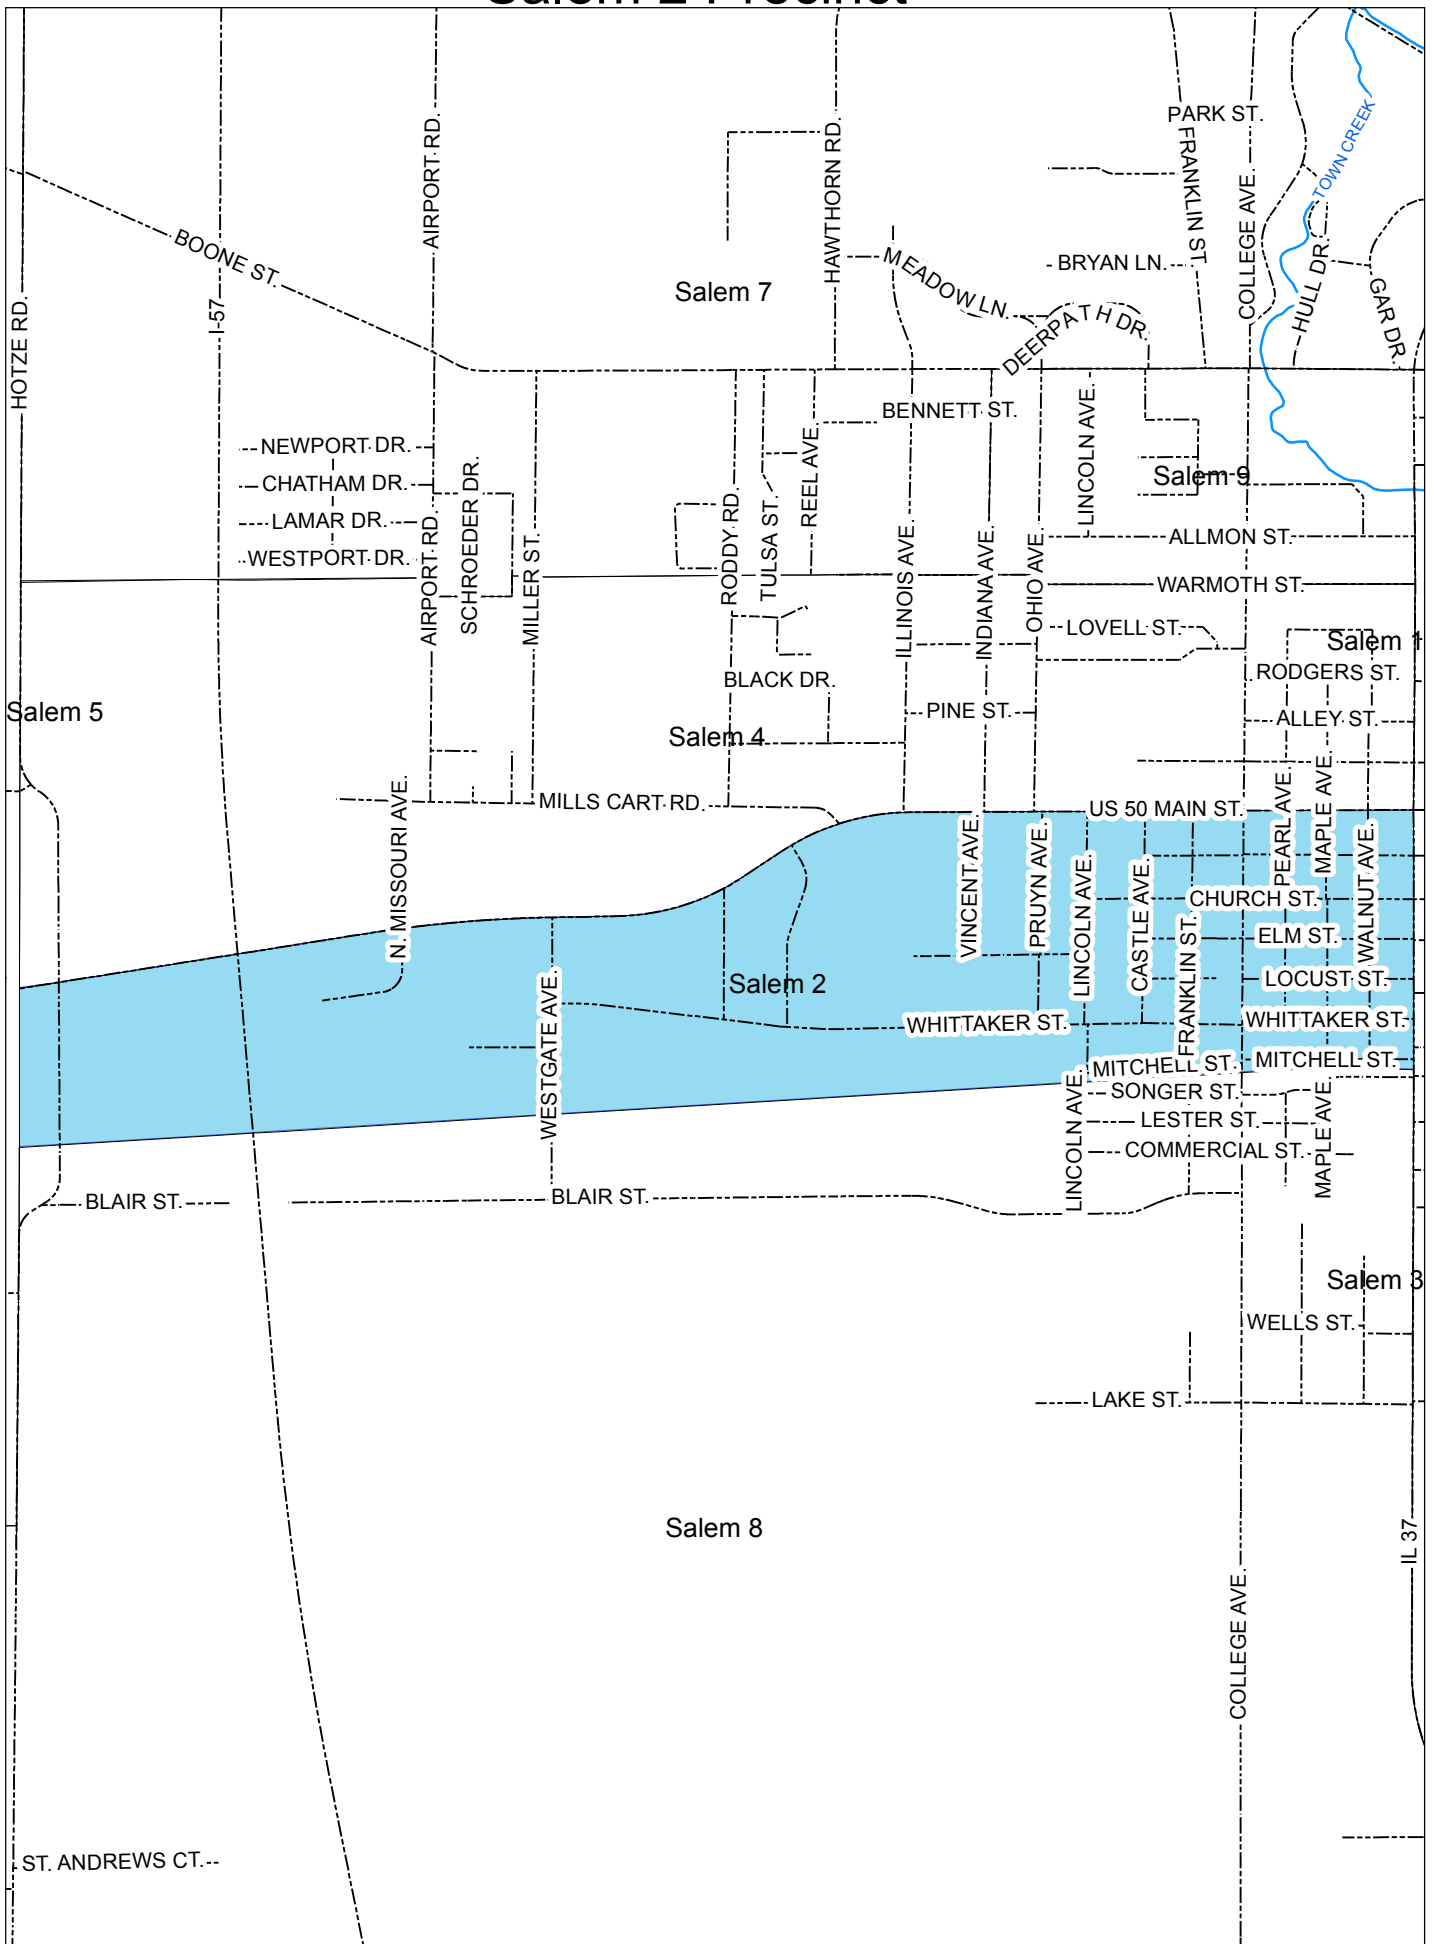 Salem 2 Precinct
PARK ST.
TOWN CREEK
AIRPORT RD.
HAWTHORN RD.
FRANKLIN ST.
COLLEGE AVE.
BOONE ST.
MEADOW LN.
BRYAN LN.
HULL DR.
GAR DR.
Salem 7
I-57
HOTZE RD.
DEERPATH DR.
BENNETT ST.
LINCOLN AVE.
NEWPORT DR.
CHATHAM DR.
LAMAR DR.
WESTPORT DR.
AIRPORT RD.
SCHROEDER DR.
MILLER ST.
RODDY RD.
TULSA ST.
REEL AVE.
ILLINOIS AVE.
INDIANA AVE.
OHIO AVE.
Salem 9
ALLMON ST.
WARMOTH ST.
LOVELL ST.
Salem 1
RODGERS ST.
BLACK DR.
PINE ST.
ALLEY ST.
Salem 5
Salem 4
MILLS CART RD.
US 50 MAIN ST.
N. MISSOURI AVE.
VINCENT AVE.
PRUYN AVE.
LINCOLN AVE.
CASTLE AVE.
FRANKLIN ST.
PEARL AVE.
MAPLE AVE.
WALNUT AVE.
CHURCH ST.
ELM ST.
LOCUST ST.
Salem 2
WESTGATE AVE.
WHITTAKER ST.
WHITTAKER ST.
MITCHELL ST.
MITCHELL ST.
SONGER ST.
LESTER ST.
COMMERCIAL ST.
LINCOLN AVE.
MAPLE AVE.
BLAIR ST.
BLAIR ST.
Salem 3
WELLS ST.
LAKE ST.
Salem 8
IL 37
COLLEGE AVE.
ST. ANDREWS CT.